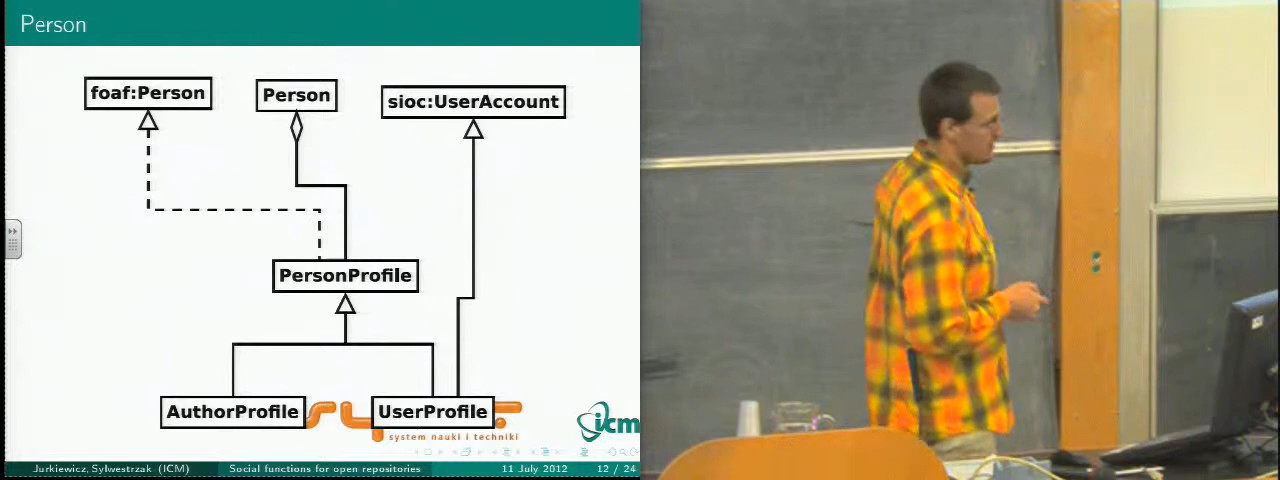 Person
foaf:Person
Person
sioc:UserAccount
PersonProfile
AuthorProfile
UserProfile
system nauki i techniki
icm
Jurkiewicz, Sylwestrzak (ICM) Social functions for open repositories 11 July 2012 12 / 24